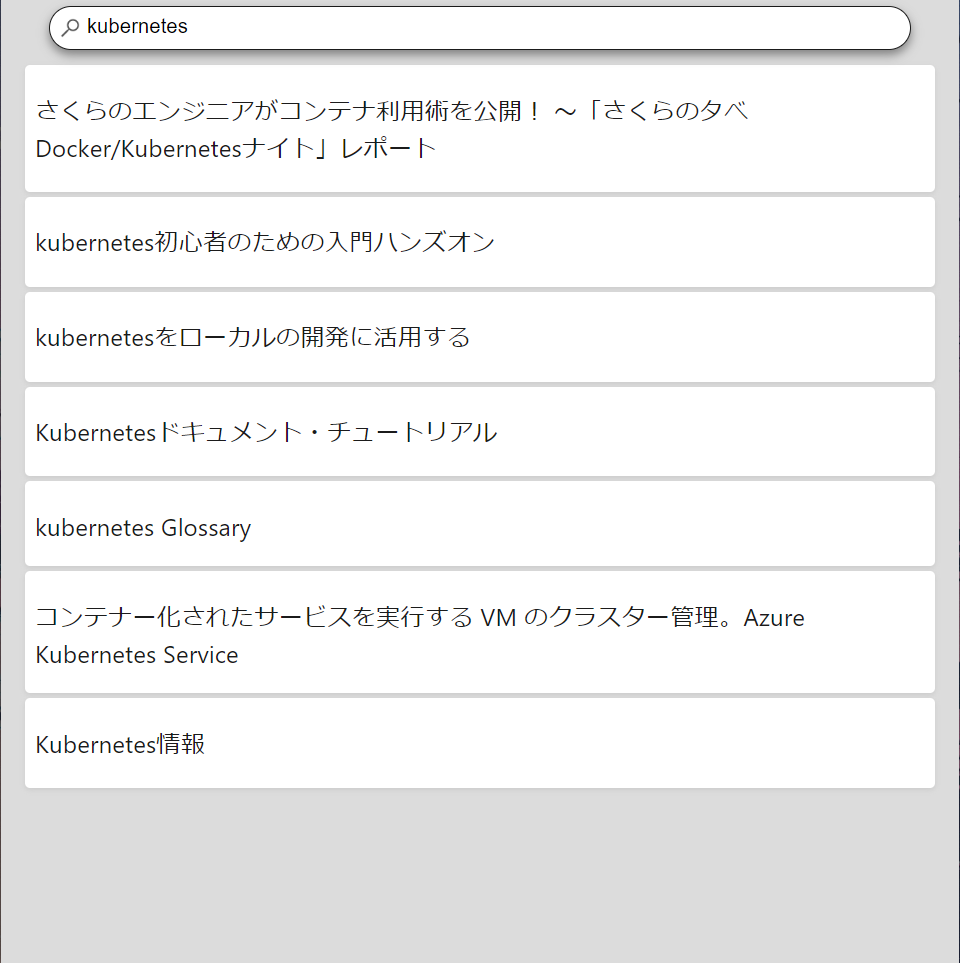 kubernetes
さくらのエンジニアがコンテナ利用術を公開！ ～「さくらの夕べ
Docker/Kubernetesナイト」レポート
kubernetes初心者のための入門ハンズオン
kubernetesをローカルの開発に活用する
Kubernetesドキュメント・チュートリアル
kubernetes Glossary
コンテナー化されたサービスを実行する VM のクラスター管理。Azure
Kubernetes Service
Kubernetes情報